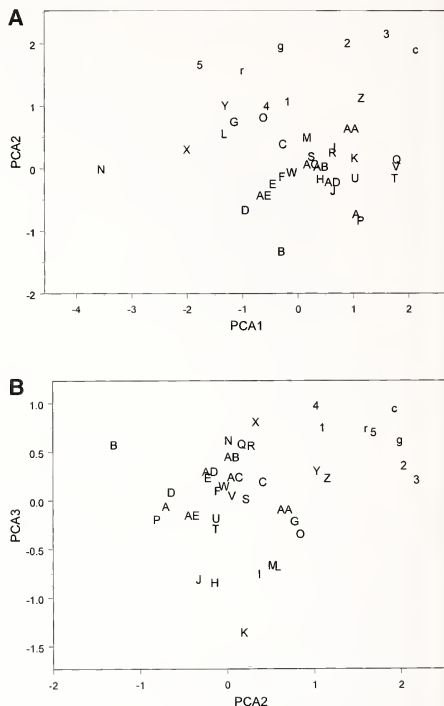 A
PCA2
2
1
0
-1
-2
3
g 2 c
5 r
Z
Y 4 1
G O
L AA
M
X C I
S R K Q
N AC AB V
F W H AD U T
E J
AE
D A P
B
-4 -3 -2 -1 0 1 2
PCA1
B
PCA3
1.0
0.5
0.0
-0.5
-1.0
-1.5
4 c
X 1 r 5
B N Q R g
AB 2
AD AC Y Z 3
E W C
D F V S
A AA
P AE U G
T O
M L
J H I
K
-2 -1 0 1 2
PCA2